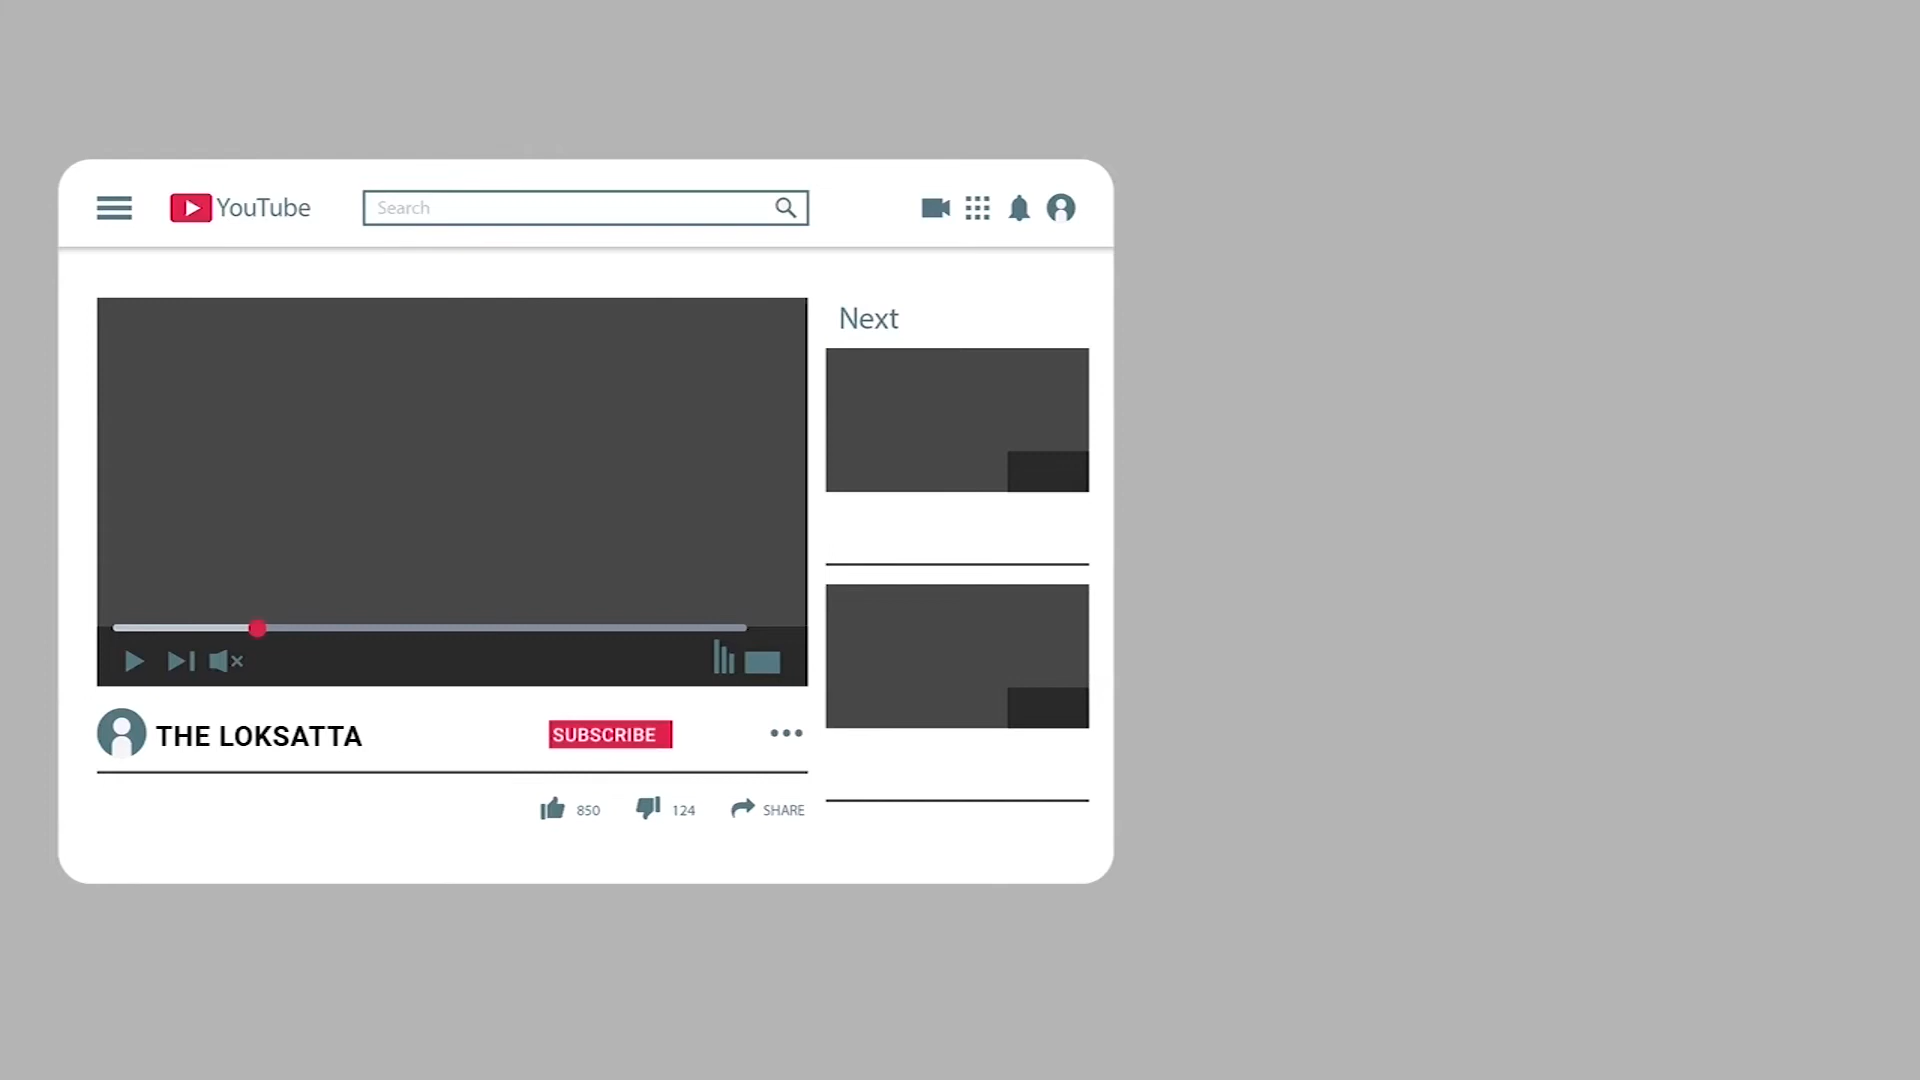 YouTube
Search
Next
THE LOKSATTA
SUBSCRIBE
850
124
SHARE